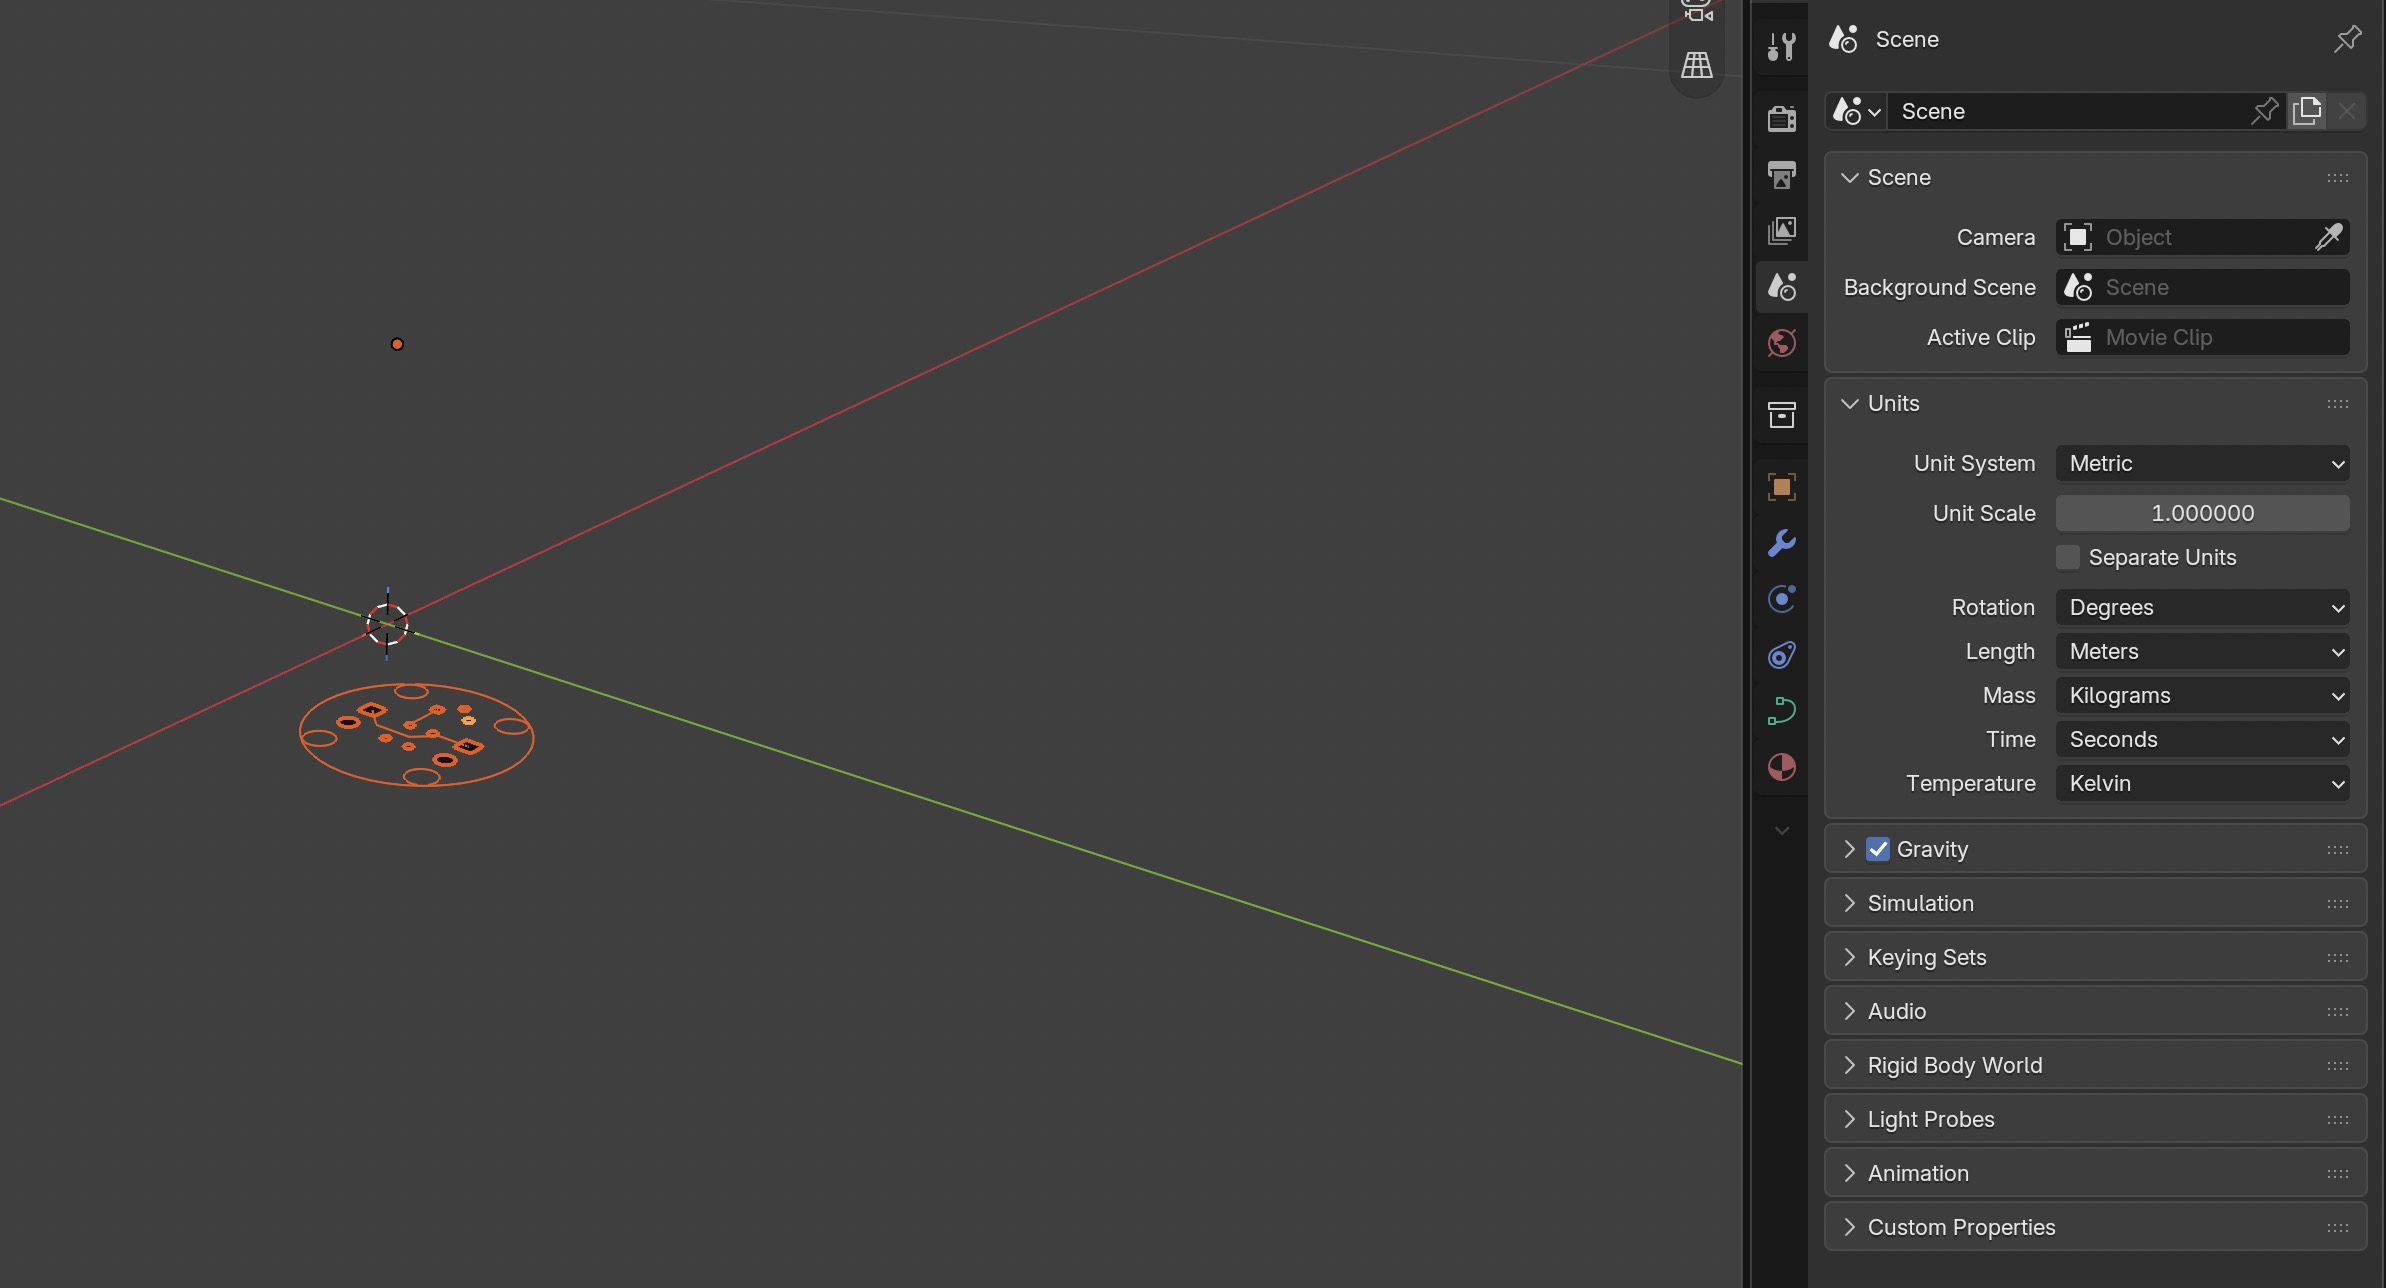 Scene
Scene
Scene
Camera Object
Background Scene Scene
Active Clip Movie Clip
Units
Unit System Metric
Unit Scale 1.000000
Separate Units
Rotation Degrees
Length Meters
Mass Kilograms
Time Seconds
Temperature Kelvin
Gravity
Simulation
Keying Sets
Audio
Rigid Body World
Light Probes
Animation
Custom Properties